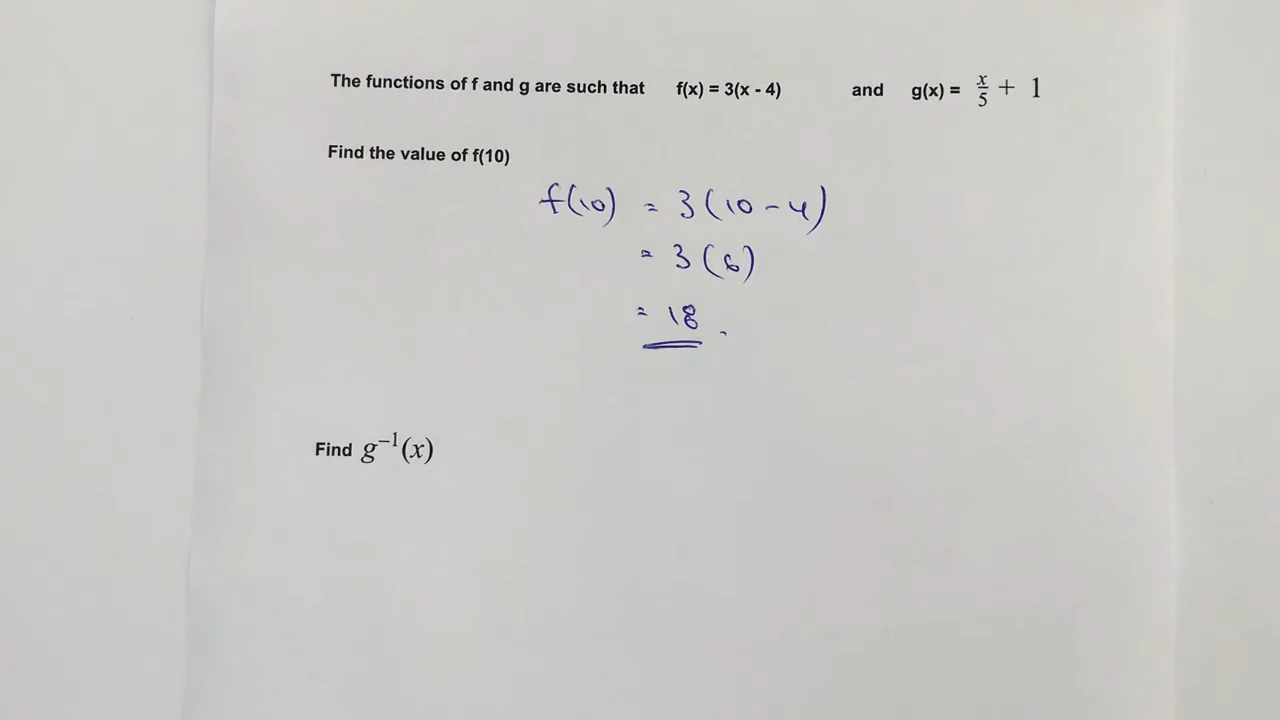 The functions of f and g are such that f(x) = 3(x - 4) and g(x) = x/5 + 1
Find the value of f(10)
f(10) = 3(10 - 4)
= 3(6)
= 18
Find g⁻¹(x)